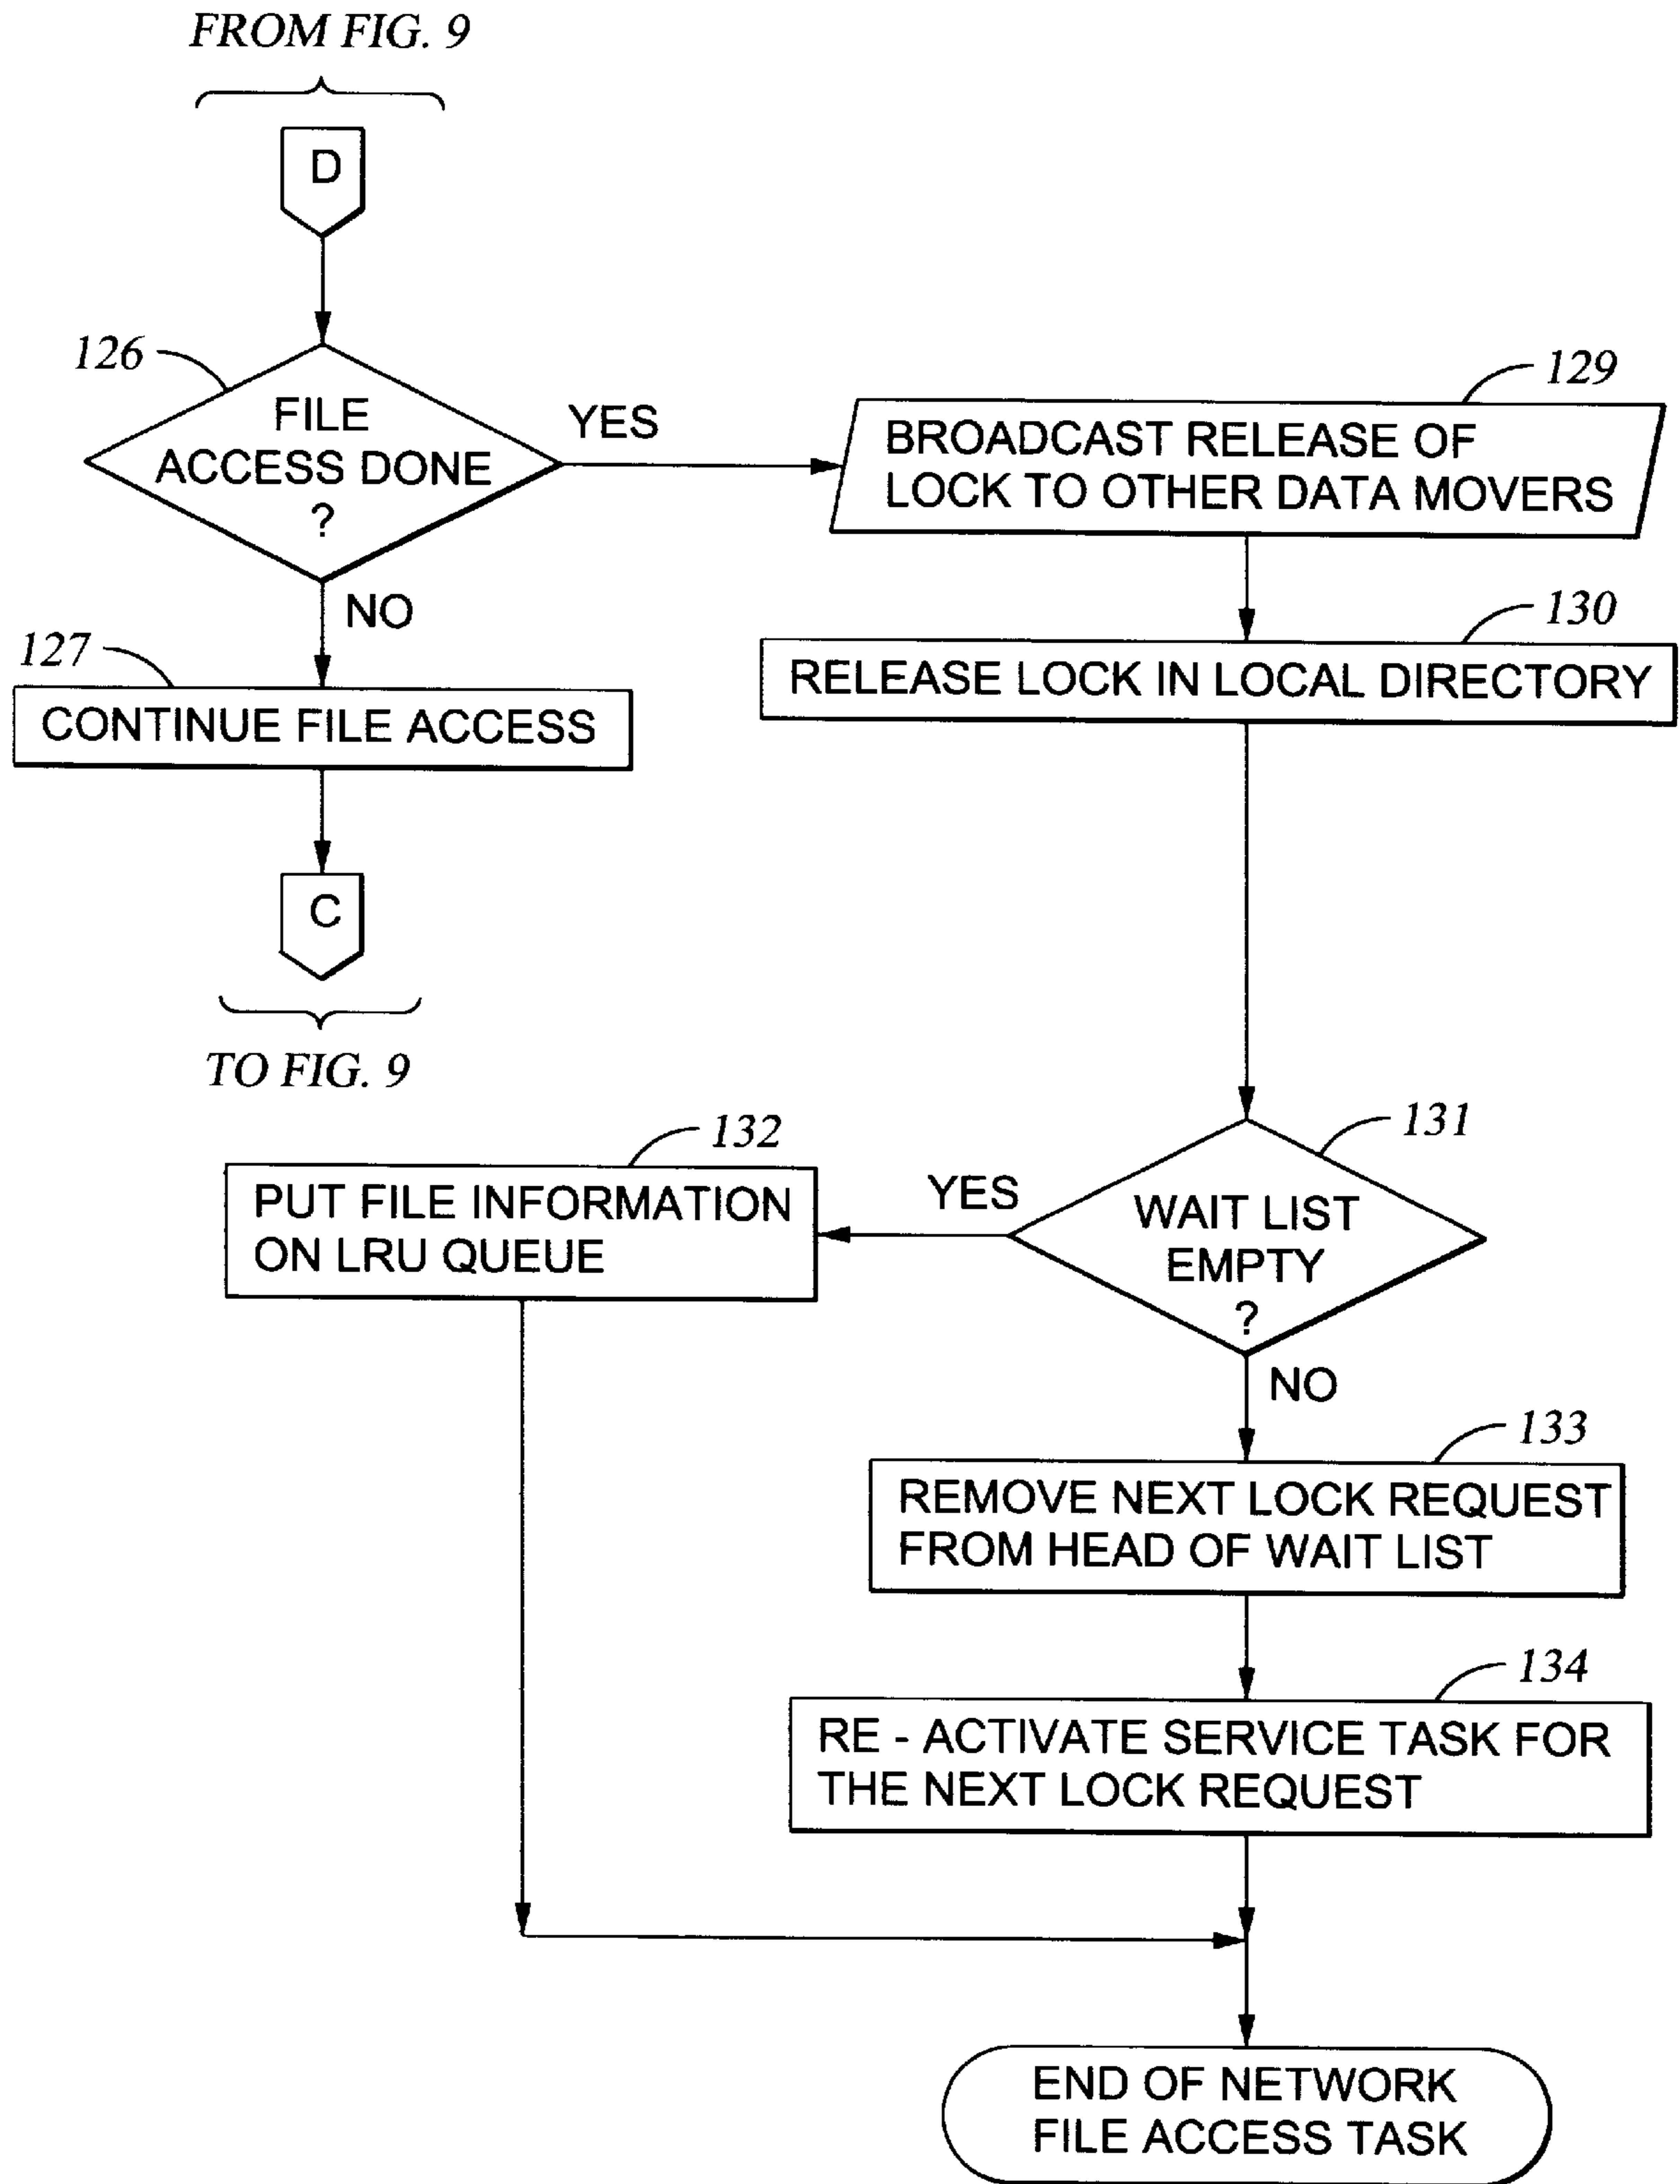 FROM FIG. 9
D
126
FILE
ACCESS DONE
?
YES
NO
127
CONTINUE FILE ACCESS
C
TO FIG. 9
129
BROADCAST RELEASE OF
LOCK TO OTHER DATA MOVERS
130
RELEASE LOCK IN LOCAL DIRECTORY
131
WAIT LIST
EMPTY
?
YES
132
PUT FILE INFORMATION
ON LRU QUEUE
NO
133
REMOVE NEXT LOCK REQUEST
FROM HEAD OF WAIT LIST
134
RE - ACTIVATE SERVICE TASK FOR
THE NEXT LOCK REQUEST
END OF NETWORK
FILE ACCESS TASK